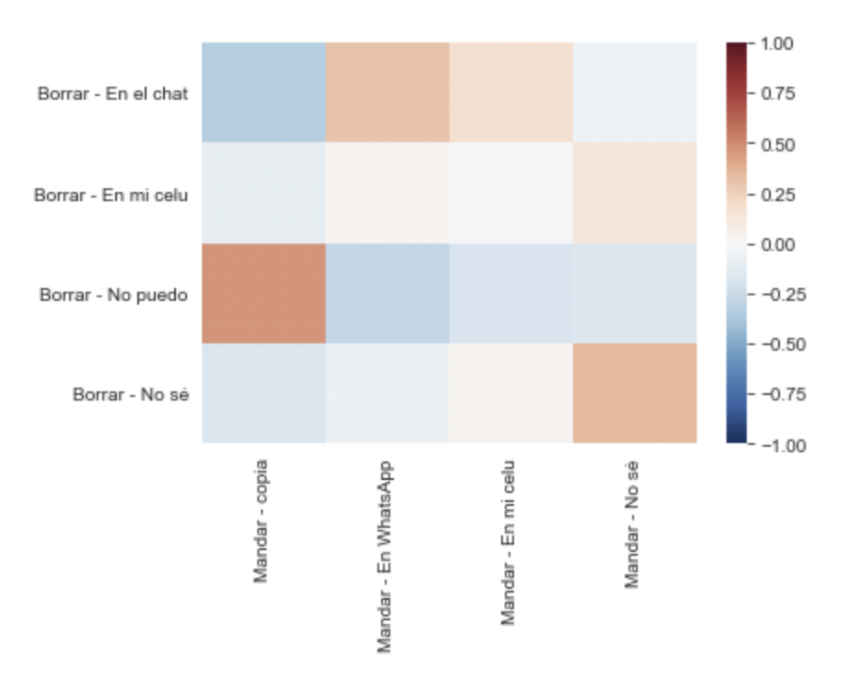 Borrar - En el chat
Borrar - En mi celu
Borrar - No puedo
Borrar - No sé
Mandar - copia
Mandar - En WhatsApp
Mandar - En mi celu
Mandar - No sé
1.00
0.75
0.50
0.25
0.00
−0.25
−0.50
−0.75
−1.00